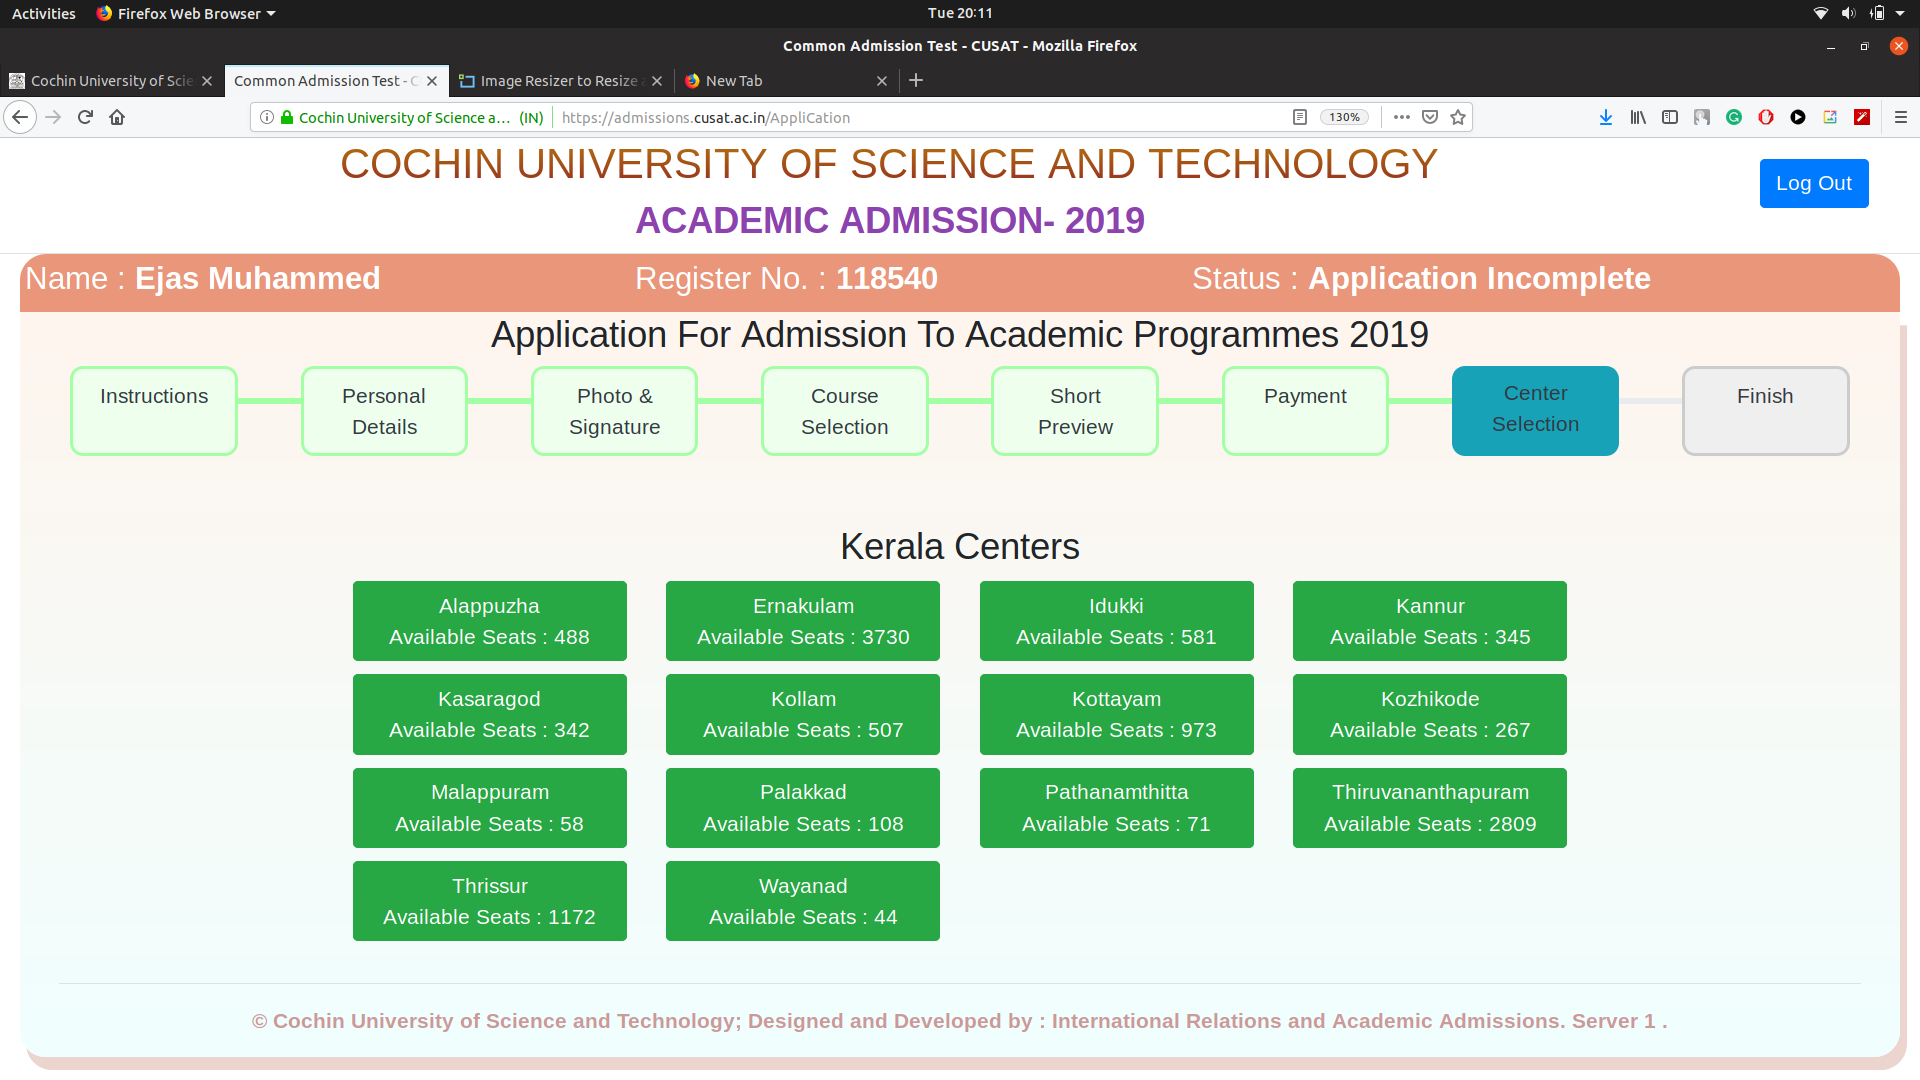 Activities Firefox Web Browser Tue 20:11
Common Admission Test - CUSAT - Mozilla Firefox
Cochin University of Scie Common Admission Test - C Image Resizer to Resize New Tab
Cochin University of Science a... (IN) https://admissions.cusat.ac.in/AppliCation 130%
COCHIN UNIVERSITY OF SCIENCE AND TECHNOLOGY
Log Out
ACADEMIC ADMISSION- 2019
Name : Ejas Muhammed Register No. : 118540 Status : Application Incomplete
Application For Admission To Academic Programmes 2019
Instructions
Personal
Details
Photo &
Signature
Course
Selection
Short
Preview
Payment
Center
Selection
Finish
Kerala Centers
Alappuzha
Available Seats : 488
Ernakulam
Available Seats : 3730
Idukki
Available Seats : 581
Kannur
Available Seats : 345
Kasaragod
Available Seats : 342
Kollam
Available Seats : 507
Kottayam
Available Seats : 973
Kozhikode
Available Seats : 267
Malappuram
Available Seats : 58
Palakkad
Available Seats : 108
Pathanamthitta
Available Seats : 71
Thiruvananthapuram
Available Seats : 2809
Thrissur
Available Seats : 1172
Wayanad
Available Seats : 44
© Cochin University of Science and Technology; Designed and Developed by : International Relations and Academic Admissions. Server 1 .